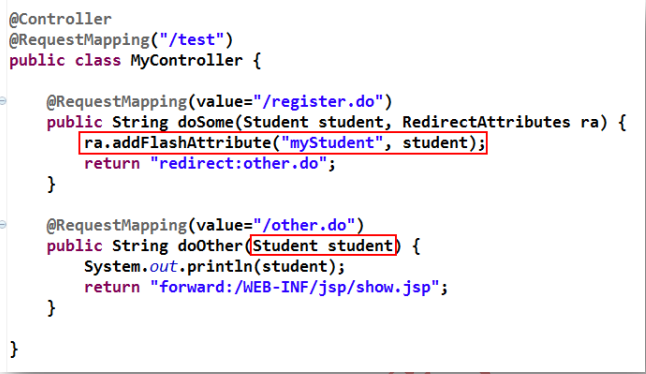 @Controller
@RequestMapping("/test")
public class MyController {
@RequestMapping(value="/register.do")
public String doSome(Student student, RedirectAttributes ra) {
ra.addFlashAttribute("myStudent", student);
return "redirect:other.do";
}
@RequestMapping(value="/other.do")
public String doOther(Student student) {
System.out.println(student);
return "forward:/WEB-INF/jsp/show.jsp";
}
}